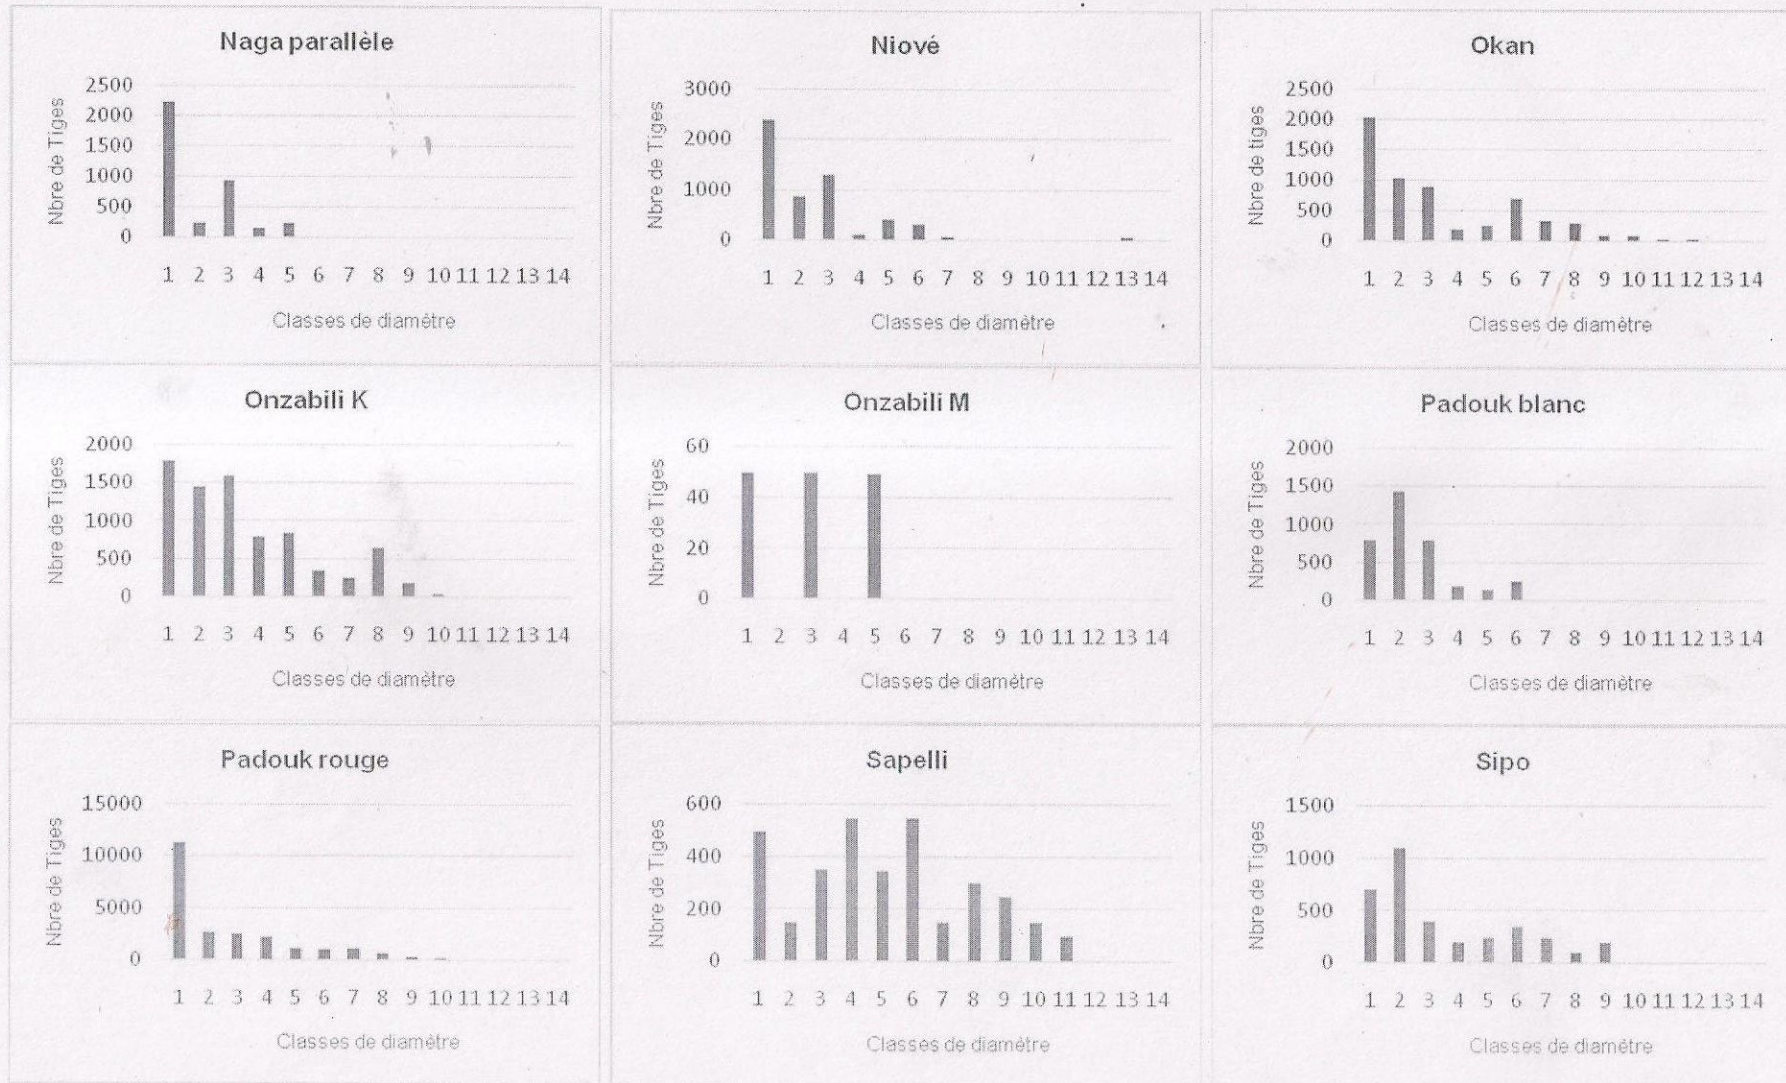 Naga parallèle
Nbre de Tiges
2500
2000
1500
1000
500
0
1 2 3 4 5 6 7 8 9 10 11 12 13 14
Classes de diamètre
Niové
Nbre de Tiges
3000
2000
1000
0
1 2 3 4 5 6 7 8 9 10 11 12 13 14
Classes de diamètre
Okan
Nbre de tiges
2500
2000
1500
1000
500
0
1 2 3 4 5 6 7 8 9 10 11 12 13 14
Classes de diamètre
Onzabili K
Nbre de Tiges
2000
1500
1000
500
0
1 2 3 4 5 6 7 8 9 10 11 12 13 14
Classes de diamètre
Onzabili M
Nbre de Tiges
60
40
20
0
1 2 3 4 5 6 7 8 9 10 11 12 13 14
Classes de diamètre
Padouk blanc
Nbre de Tiges
2000
1500
1000
500
0
1 2 3 4 5 6 7 8 9 10 11 12 13 14
Classes de diamètre
Padouk rouge
Nbre de Tiges
15000
10000
5000
0
1 2 3 4 5 6 7 8 9 10 11 12 13 14
Classes de diamètre
Sapelli
Nbre de Tiges
600
400
200
0
1 2 3 4 5 6 7 8 9 10 11 12 13 14
Classes de diamètre
Sipo
Nbre de Tiges
1500
1000
500
0
1 2 3 4 5 6 7 8 9 10 11 12 13 14
Classes de diamètre